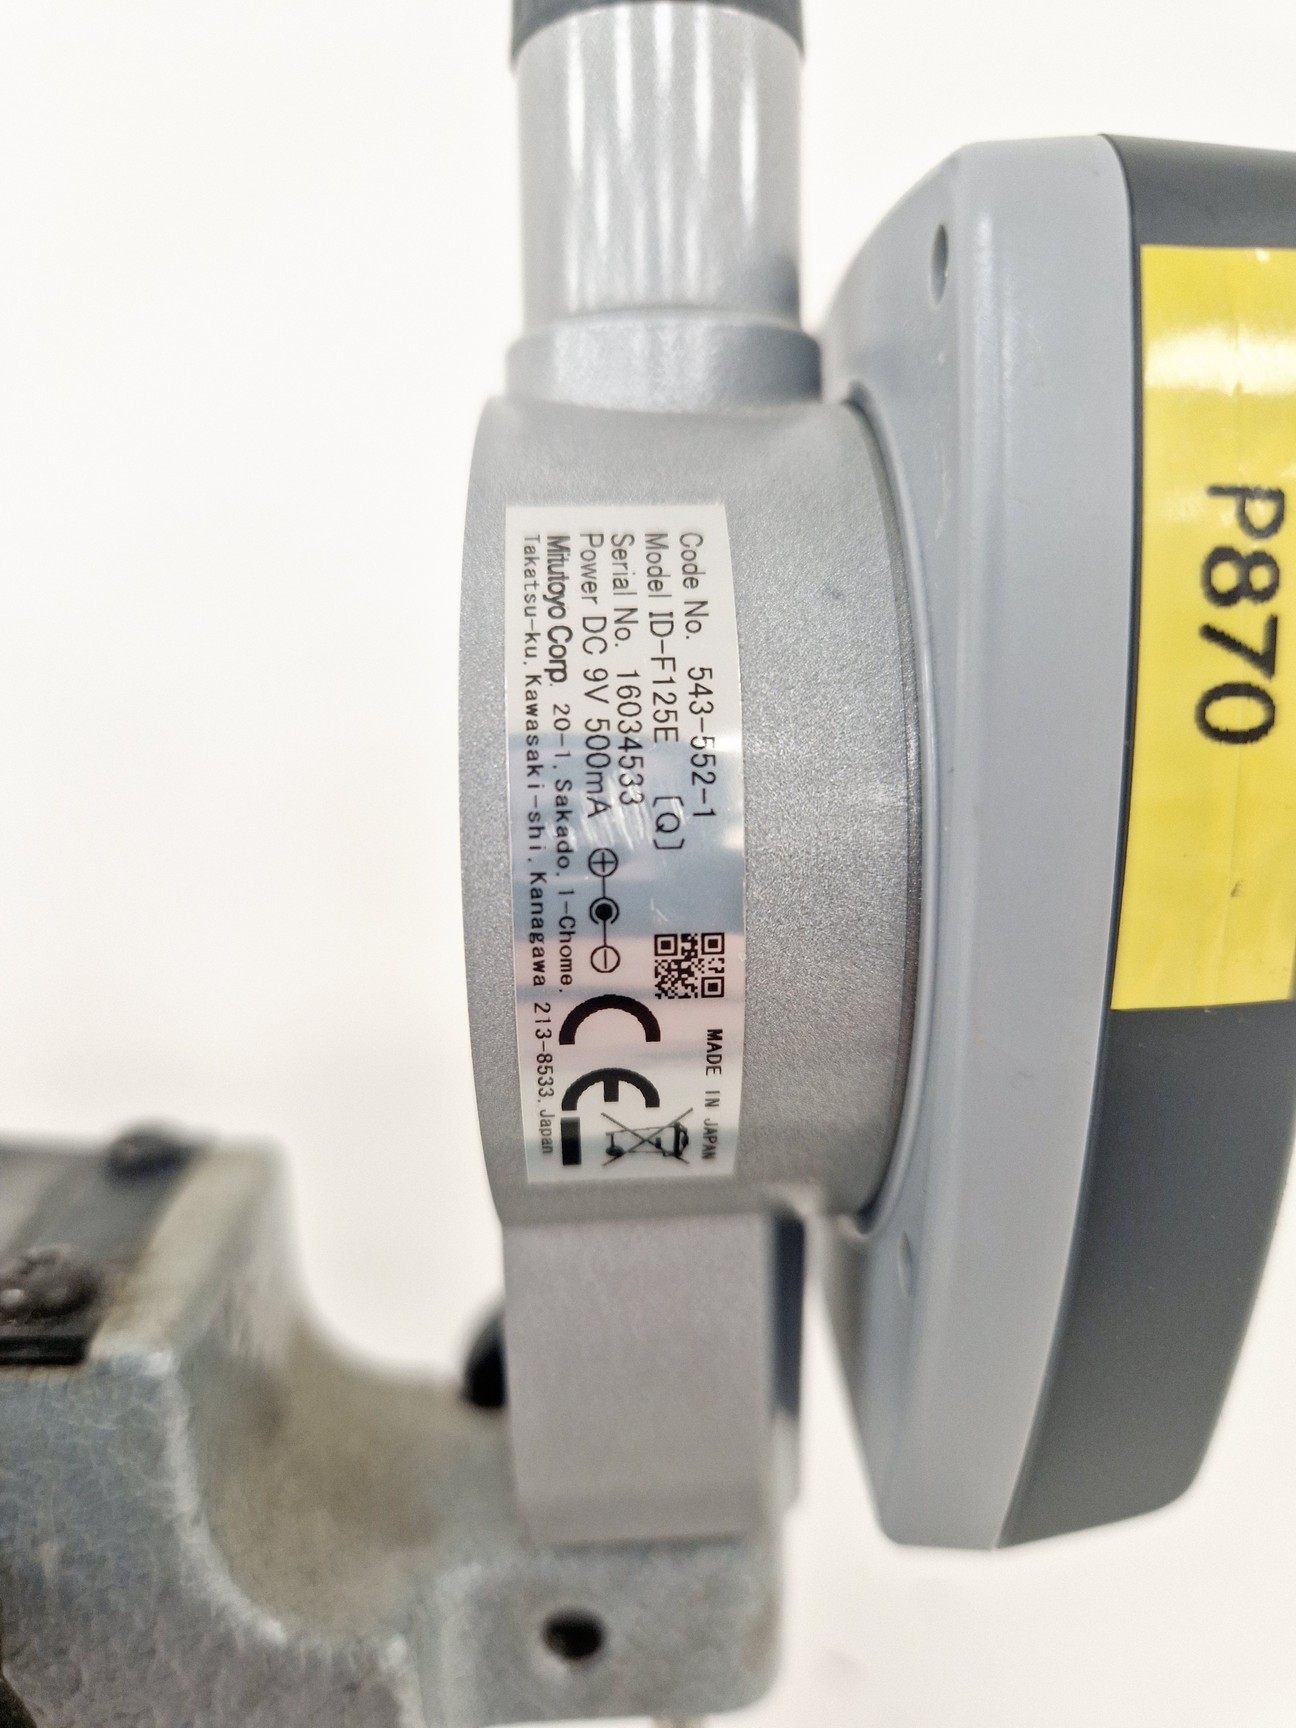 Code No. 543-552-1
Model ID-F125E [Q]
Serial No. 16034533
Power DC 9V 500mA
Mitutoyo Corp. 20-1, Sakado, 1-Chome,
Takatsu-ku, Kawasaki-shi, Kanagawa 213-8533, Japan
MADE IN JAPAN
CE
P870